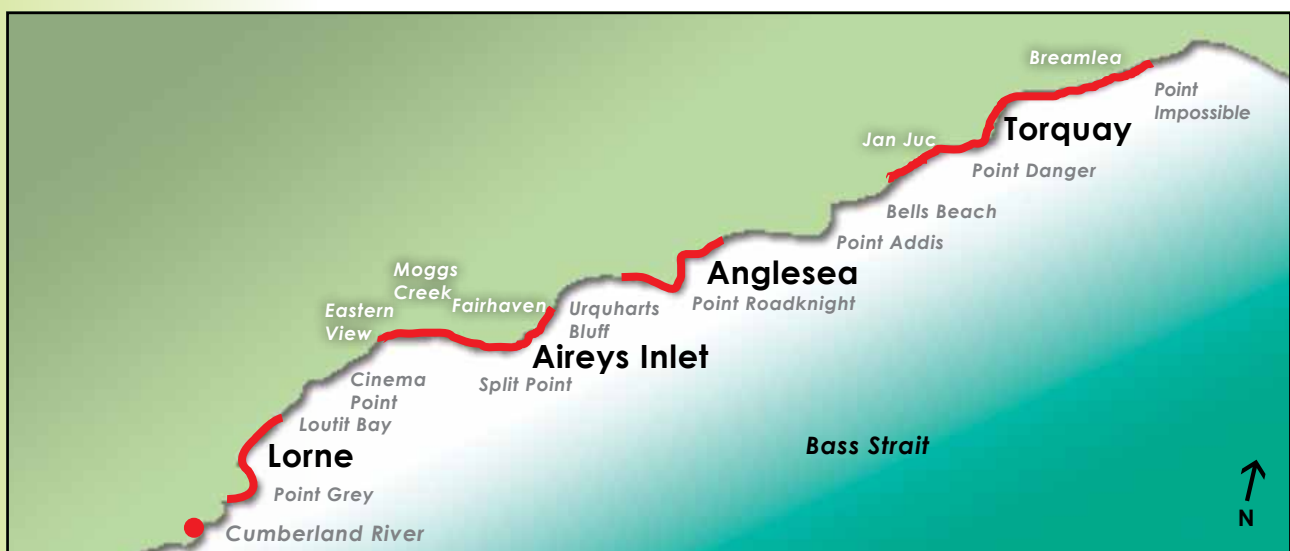 Breamlea
Point
Impossible
Torquay
Jan Juc
Point Danger
Bells Beach
Point Addis
Anglesea
Point Roadknight
Moggs
Creek
Fairhaven
Urquharts
Bluff
Eastern
View
Aireys Inlet
Split Point
Cinema
Point
Loutit Bay
Lorne
Bass Strait
Point Grey
Cumberland River
N